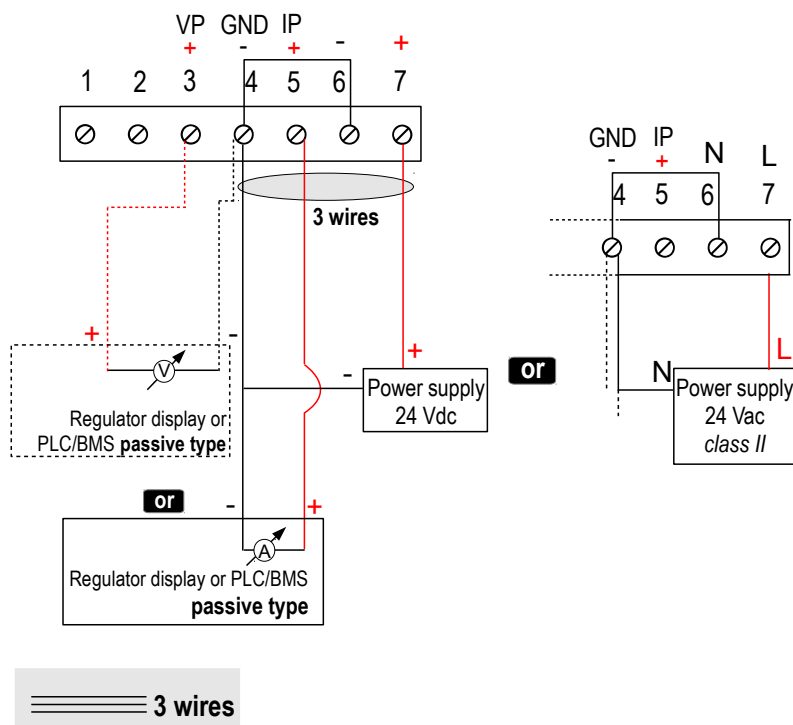 VP GND IP
+ - + - +
1 2 3 4 5 6 7
3 wires
+ -
V
Regulator display or
PLC/BMS passive type
- +
Power supply
24 Vdc
or
- +
A
Regulator display or PLC/BMS
passive type
3 wires
or
GND IP N L
- +
4 5 6 7
N L
Power supply
24 Vac
class II